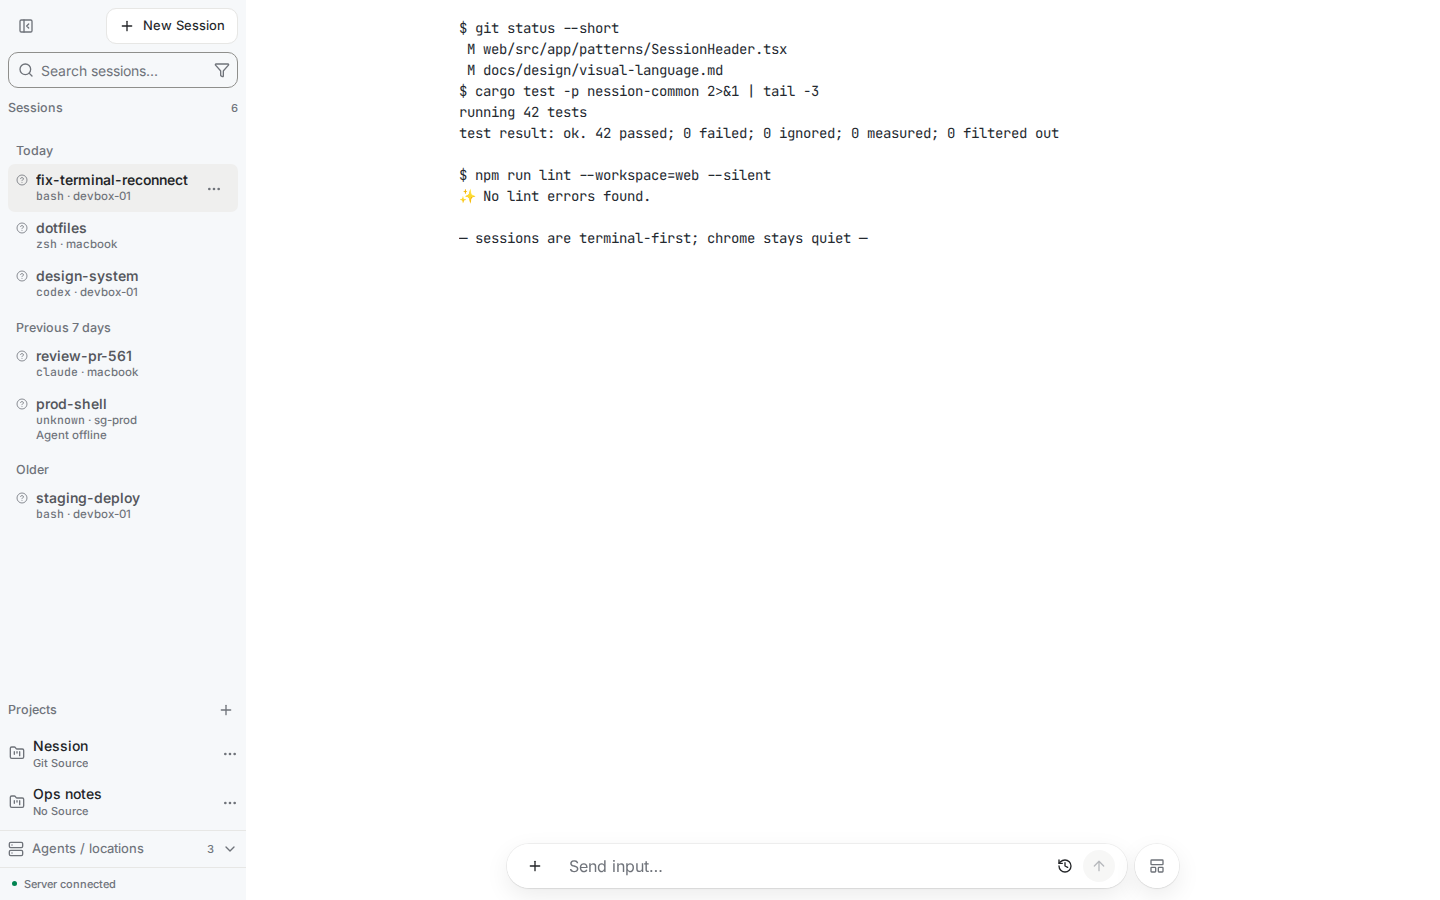 New Session
Search sessions...
Sessions 6
Today
fix-terminal-reconnect
bash · devbox-01
dotfiles
zsh · macbook
design-system
codex · devbox-01
Previous 7 days
review-pr-561
claude · macbook
prod-shell
unknown · sg-prod
Agent offline
Older
staging-deploy
bash · devbox-01
Projects
Nession
Git Source
Ops notes
No Source
Agents / locations 3
Server connected
$ git status --short
M web/src/app/patterns/SessionHeader.tsx
M docs/design/visual-language.md
$ cargo test -p nession-common 2>&1 | tail -3
running 42 tests
test result: ok. 42 passed; 0 failed; 0 ignored; 0 measured; 0 filtered out
$ npm run lint --workspace=web --silent
✨ No lint errors found.
— sessions are terminal-first; chrome stays quiet —
Send input...